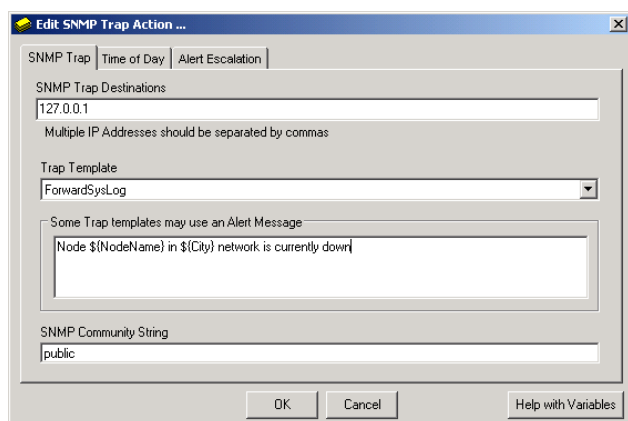 Edit SNMP Trap Action ...
SNMP Trap Time of Day Alert Escalation
SNMP Trap Destinations
127.0.0.1
Multiple IP Addresses should be separated by commas
Trap Template
ForwardSysLog
Some Trap templates may use an Alert Message
Node ${NodeName} in ${City} network is currently down
SNMP Community String
public
OK Cancel Help with Variables